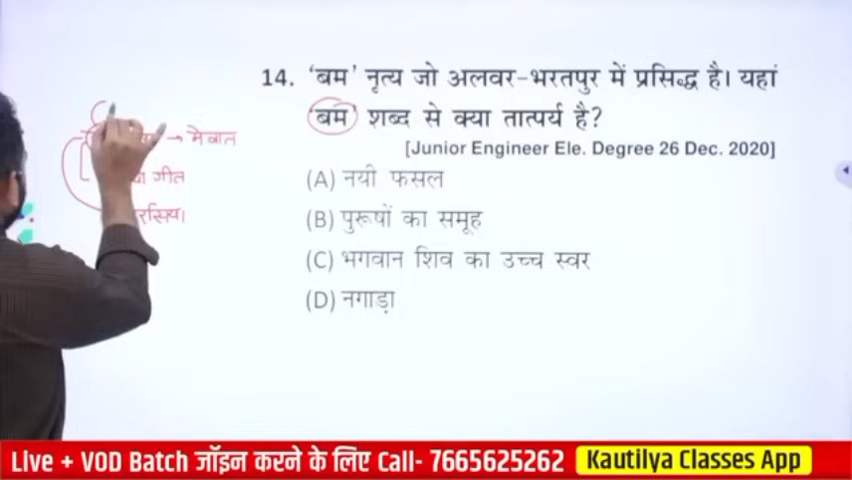 14. 'बम' नृत्य जो अलवर-भरतपुर में प्रसिद्ध है। यहां
'बम' शब्द से क्या तात्पर्य है?
[Junior Engineer Ele. Degree 26 Dec. 2020]
→ मेवात
गीत
रसिया
(A) नयी फसल
(B) पुरूषों का समूह
(C) भगवान शिव का उच्च स्वर
(D) नगाड़ा
Live + VOD Batch जॉइन करने के लिए Call- 7665625262 Kautilya Classes App